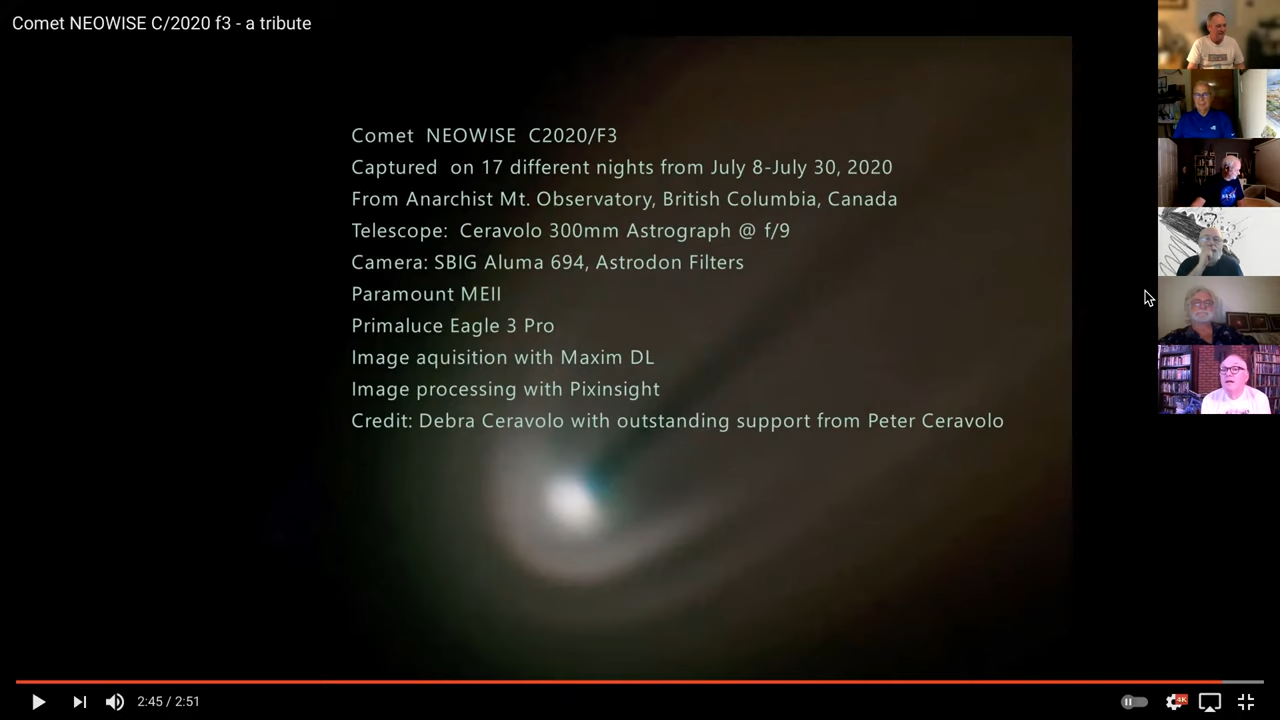 Comet NEOWISE C/2020 f3 - a tribute
Comet NEOWISE C2020/F3
Captured on 17 different nights from July 8-July 30, 2020
From Anarchist Mt. Observatory, British Columbia, Canada
Telescope: Ceravolo 300mm Astrograph @ f/9
Camera: SBIG Aluma 694, Astrodon Filters
Paramount MEII
Primaluce Eagle 3 Pro
Image aquisition with Maxim DL
Image processing with Pixinsight
Credit: Debra Ceravolo with outstanding support from Peter Ceravolo
2:45 / 2:51
4K